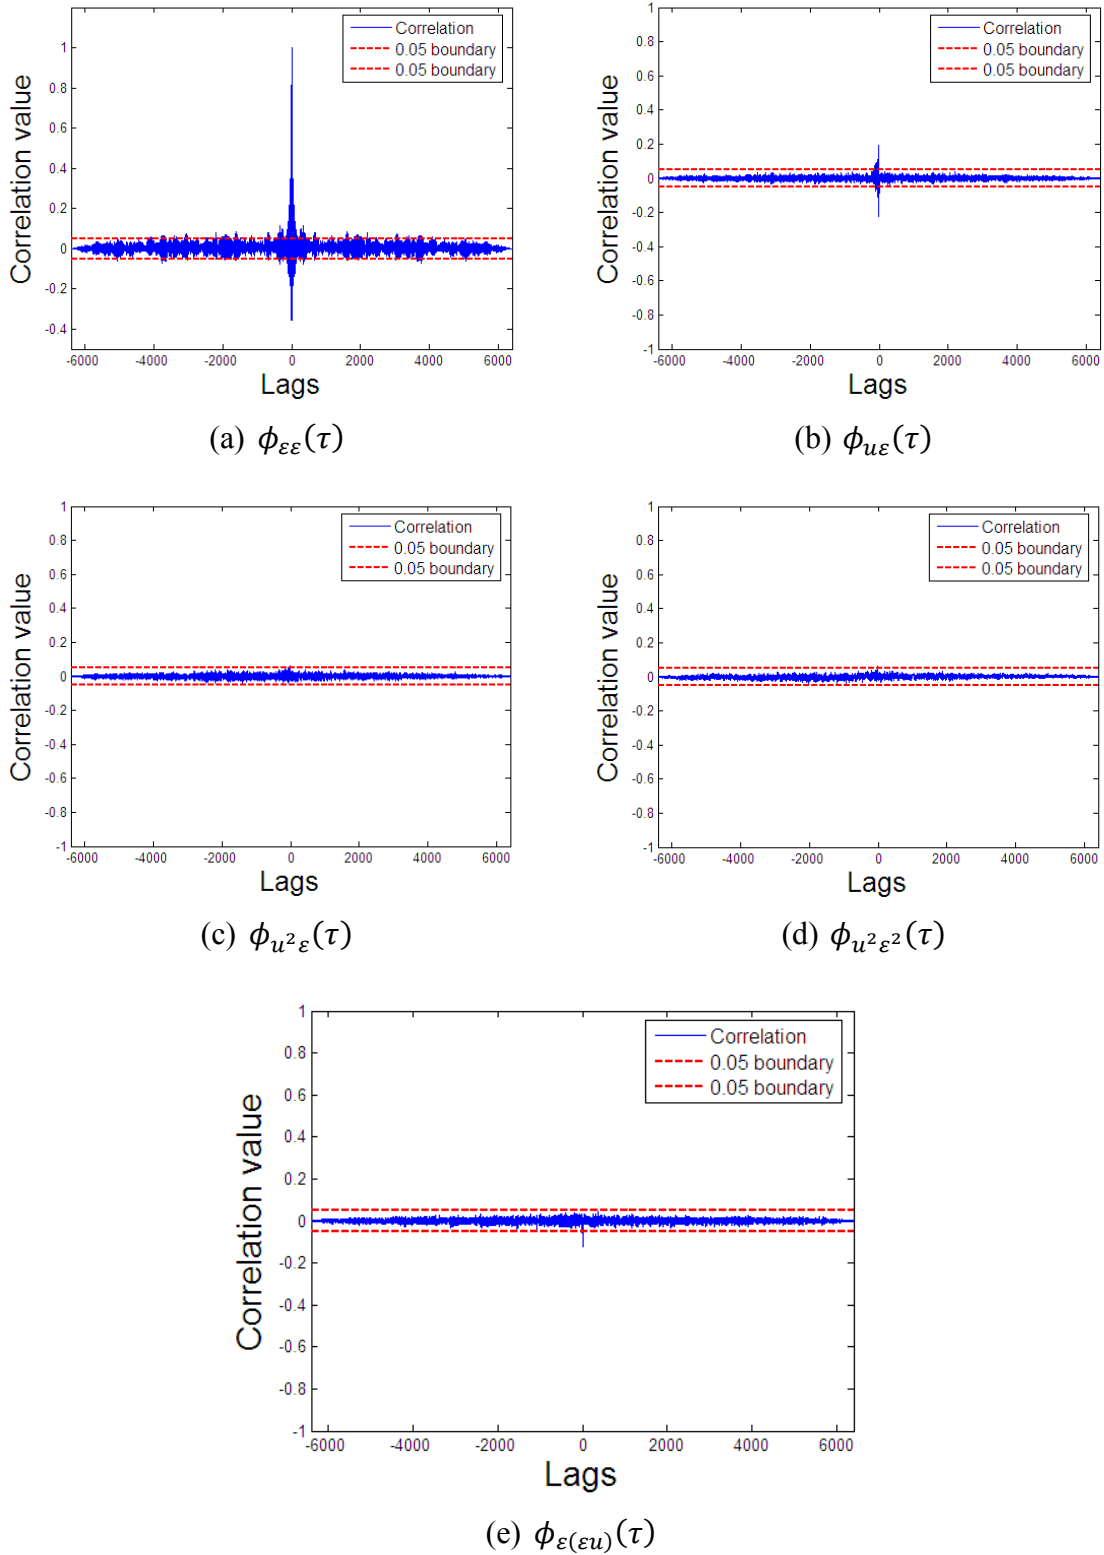 Correlation
0.05 boundary
0.05 boundary
1
0.8
0.6
0.4
0.2
0
-0.2
-0.4
Correlation value
-6000 -4000 -2000 0 2000 4000 6000
Lags
(a) ϕεε(τ)
Correlation
0.05 boundary
0.05 boundary
1
0.8
0.6
0.4
0.2
0
-0.2
-0.4
-0.6
-0.8
-1
Correlation value
-6000 -4000 -2000 0 2000 4000 6000
Lags
(b) ϕuε(τ)
Correlation
0.05 boundary
0.05 boundary
1
0.8
0.6
0.4
0.2
0
-0.2
-0.4
-0.6
-0.8
-1
Correlation value
-6000 -4000 -2000 0 2000 4000 6000
Lags
(c) ϕu²ε(τ)
Correlation
0.05 boundary
0.05 boundary
1
0.8
0.6
0.4
0.2
0
-0.2
-0.4
-0.6
-0.8
-1
Correlation value
-6000 -4000 -2000 0 2000 4000 6000
Lags
(d) ϕu²ε²(τ)
Correlation
0.05 boundary
0.05 boundary
1
0.8
0.6
0.4
0.2
0
-0.2
-0.4
-0.6
-0.8
-1
Correlation value
-6000 -4000 -2000 0 2000 4000 6000
Lags
(e) ϕε(εu)(τ)